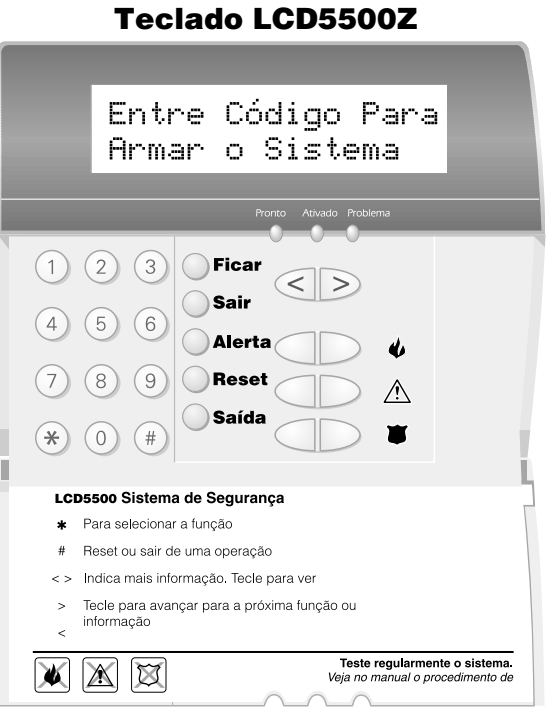 Teclado LCD5500Z
Entre Código Para
Armar o Sistema
Pronto Ativado Problema
1 2 3
Ficar
< >
Sair
4 5 6
Alerta
7 8 9
Reset
Saída
* 0 #
LCD5500 Sistema de Segurança
* Para selecionar a função
# Reset ou sair de uma operação
< > Indica mais informação. Tecle para ver
> Tecle para avançar para a próxima função ou
informação
<
Teste regularmente o sistema.
Veja no manual o procedimento de